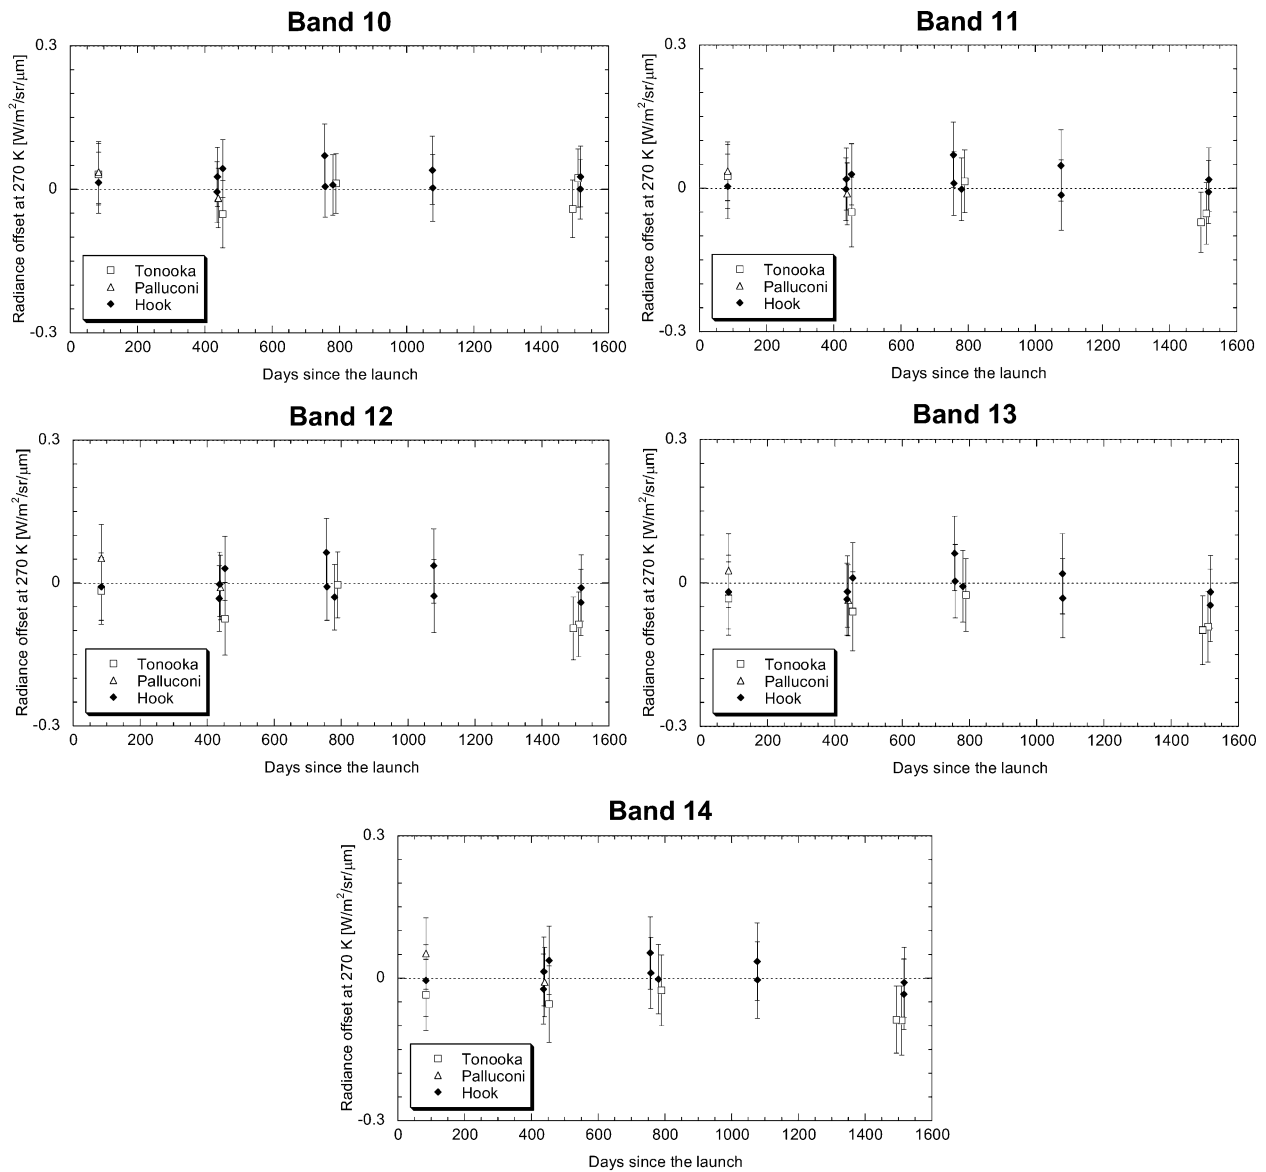 Band 10
Radiance offset at 270 K [W/m²/sr/μm]
0.3
0
-0.3
Tonooka
Palluconi
Hook
0 200 400 600 800 1000 1200 1400 1600
Days since the launch
Band 11
Radiance offset at 270 K [W/m²/sr/μm]
0.3
0
-0.3
Tonooka
Palluconi
Hook
0 200 400 600 800 1000 1200 1400 1600
Days since the launch
Band 12
Radiance offset at 270 K [W/m²/sr/μm]
0.3
0
-0.3
Tonooka
Palluconi
Hook
0 200 400 600 800 1000 1200 1400 1600
Days since the launch
Band 13
Radiance offset at 270 K [W/m²/sr/μm]
0.3
0
-0.3
Tonooka
Palluconi
Hook
0 200 400 600 800 1000 1200 1400 1600
Days since the launch
Band 14
Radiance offset at 270 K [W/m²/sr/μm]
0.3
0
-0.3
Tonooka
Palluconi
Hook
0 200 400 600 800 1000 1200 1400 1600
Days since the launch